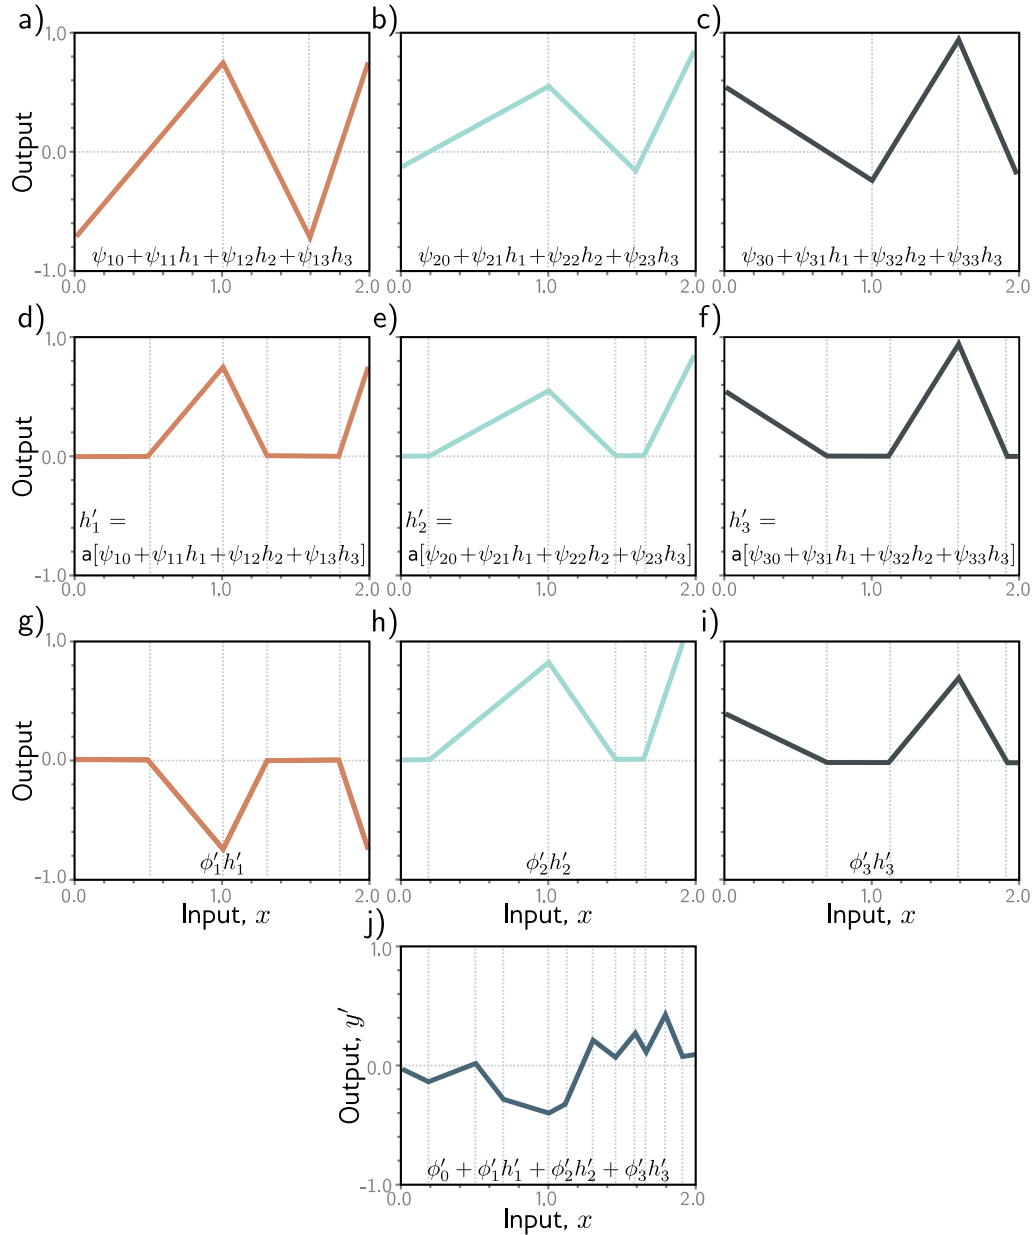 a) b) c)
1.0
Output
0.0
-1.0
ψ₁₀ + ψ₁₁h₁ + ψ₁₂h₂ + ψ₁₃h₃ ψ₂₀ + ψ₂₁h₁ + ψ₂₂h₂ + ψ₂₃h₃ ψ₃₀ + ψ₃₁h₁ + ψ₃₂h₂ + ψ₃₃h₃
0.0 1.0 2.0 0.0 1.0 2.0 0.0 1.0 2.0
d) e) f)
1.0
Output
0.0
h′₁ = h′₂ = h′₃ =
a[ψ₁₀ + ψ₁₁h₁ + ψ₁₂h₂ + ψ₁₃h₃] a[ψ₂₀ + ψ₂₁h₁ + ψ₂₂h₂ + ψ₂₃h₃] a[ψ₃₀ + ψ₃₁h₁ + ψ₃₂h₂ + ψ₃₃h₃]
-1.0
0.0 1.0 2.0 0.0 1.0 2.0 0.0 1.0 2.0
g) h) i)
1.0
Output
0.0
-1.0
ϕ′₁h′₁ ϕ′₂h′₂ ϕ′₃h′₃
0.0 1.0 2.0 0.0 1.0 2.0 0.0 1.0 2.0
Input, x Input, x Input, x
j)
1.0
Output, y′
0.0
-1.0
ϕ′₀ + ϕ′₁h′₁ + ϕ′₂h′₂ + ϕ′₃h′₃
0.0 1.0 2.0
Input, x